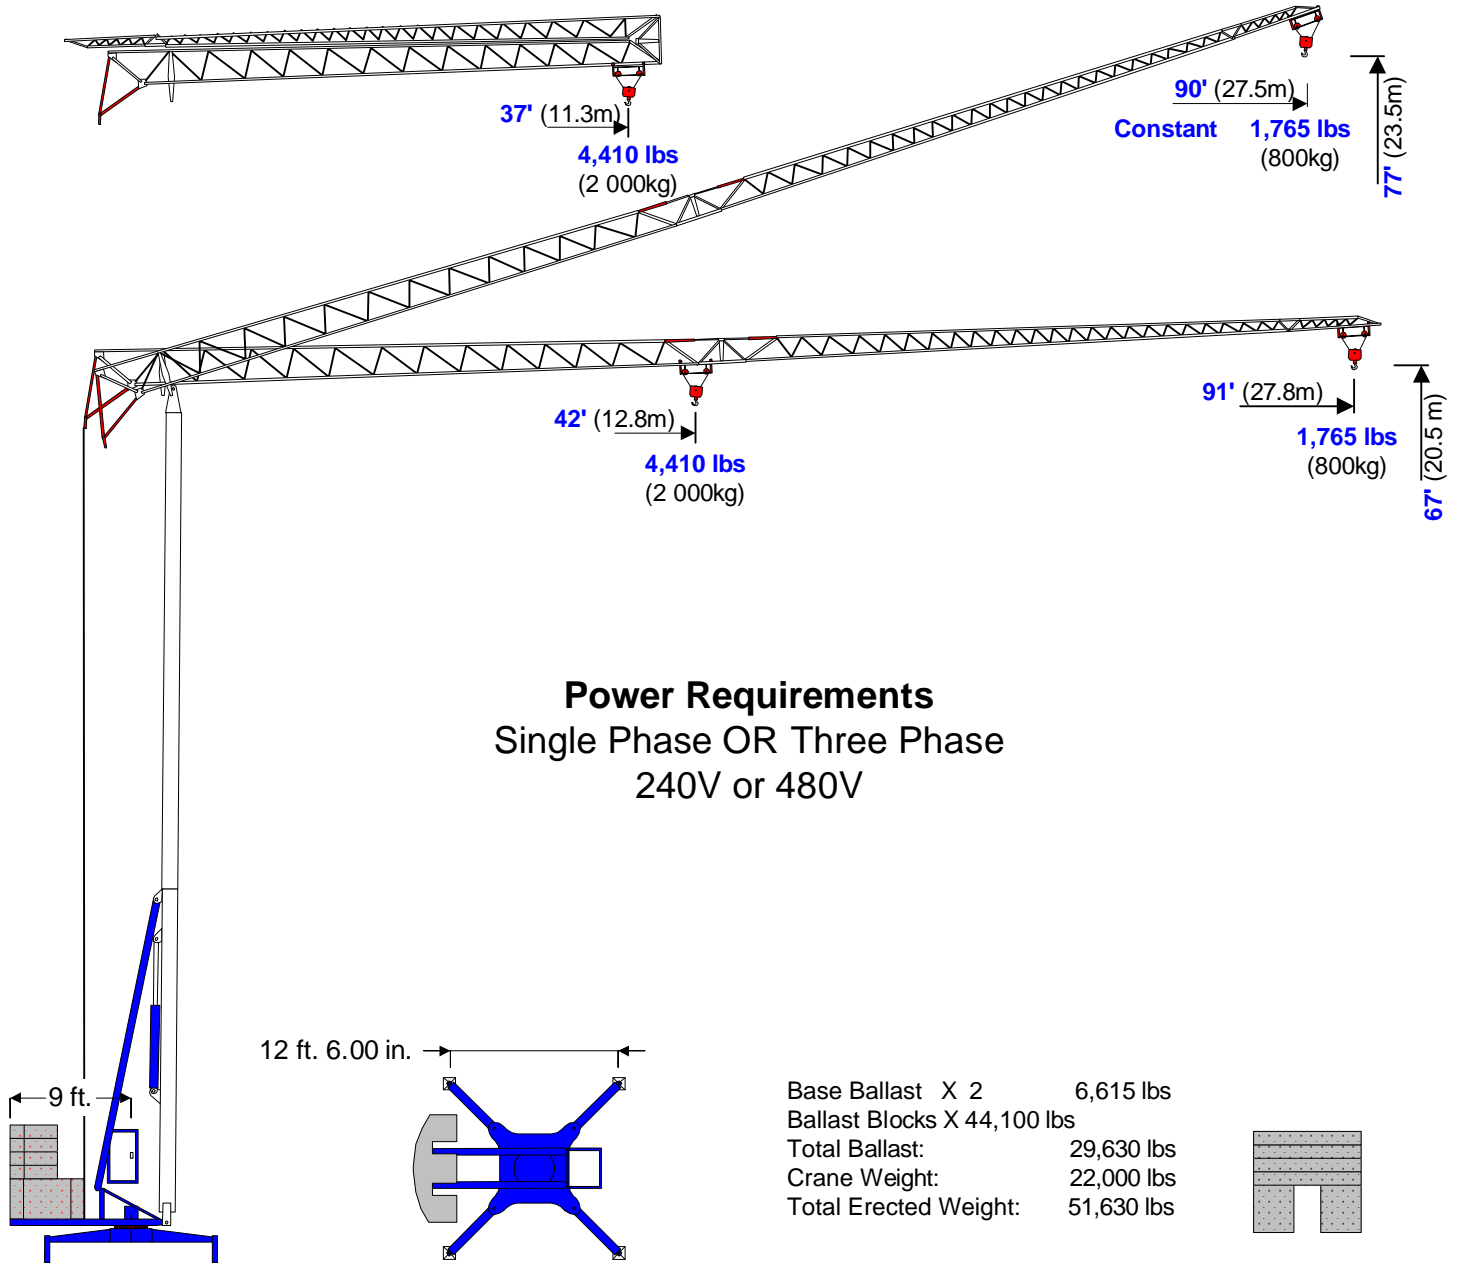 37' (11.3m)
4,410 lbs
(2 000kg)
90' (27.5m)
Constant 1,765 lbs
(800kg)
77' (23.5m)
42' (12.8m)
4,410 lbs
(2 000kg)
91' (27.8m)
1,765 lbs
(800kg)
67' (20.5 m)
Power Requirements
Single Phase OR Three Phase
240V or 480V
12 ft. 6.00 in.
9 ft.
Base Ballast X 2 6,615 lbs
Ballast Blocks X 44,100 lbs
Total Ballast: 29,630 lbs
Crane Weight: 22,000 lbs
Total Erected Weight: 51,630 lbs